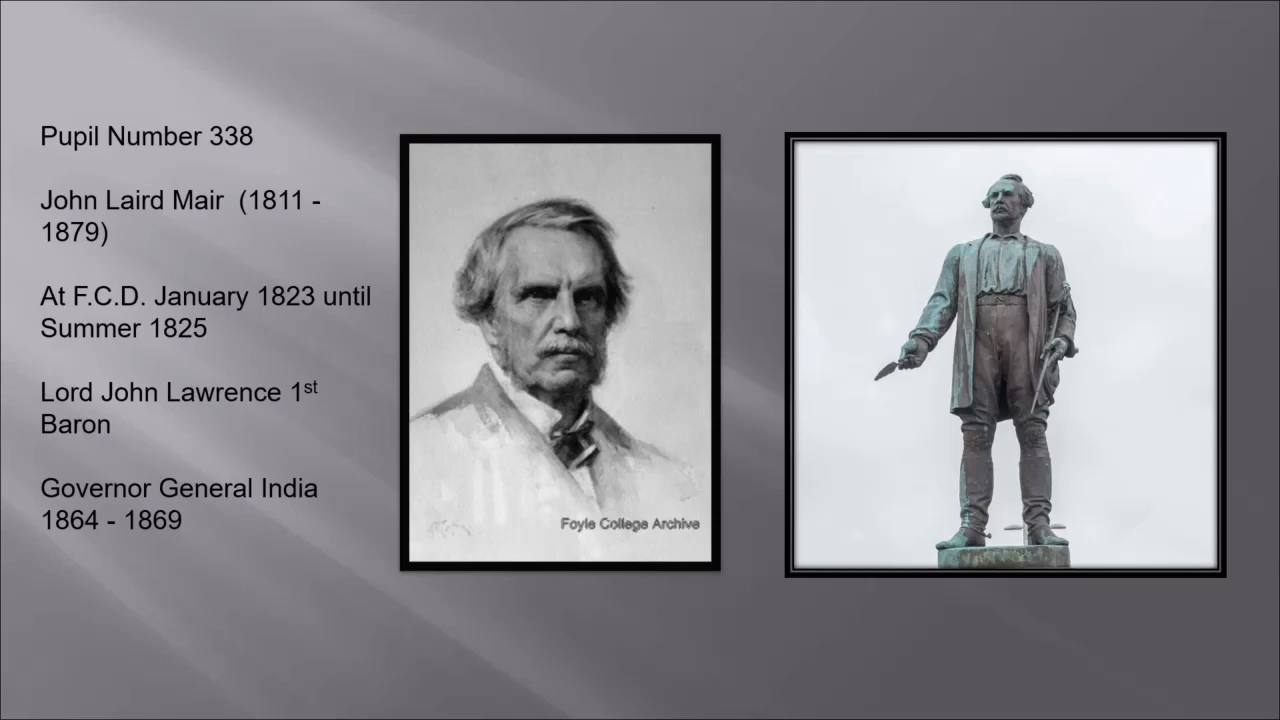 Pupil Number 338
John Laird Mair (1811 -
1879)
At F.C.D. January 1823 until
Summer 1825
Lord John Lawrence 1st
Baron
Governor General India
1864 - 1869
Foyle College Archive